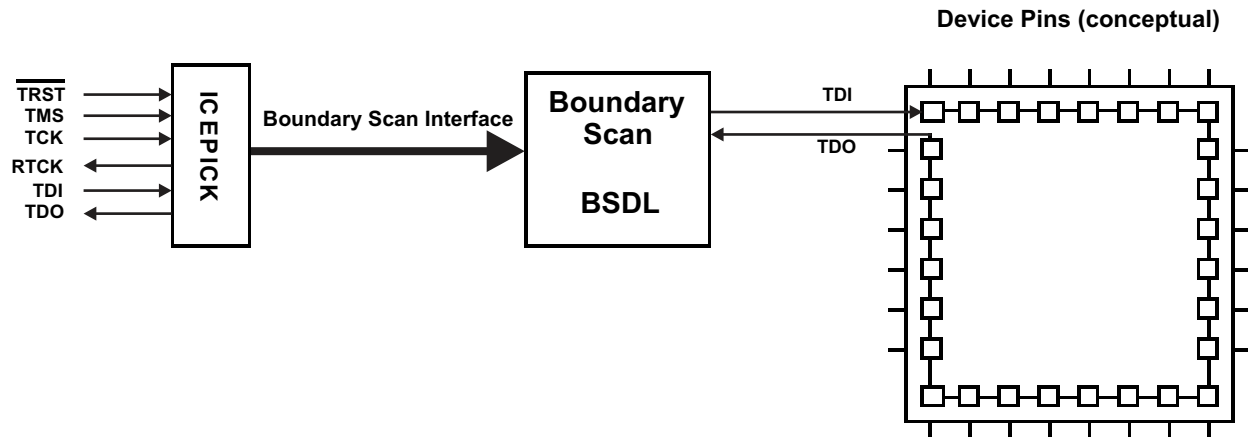 Device Pins (conceptual)
TRST
TMS
TCK
RTCK
TDI
TDO
ICEPICK
Boundary Scan Interface
Boundary
Scan
BSDL
TDI
TDO